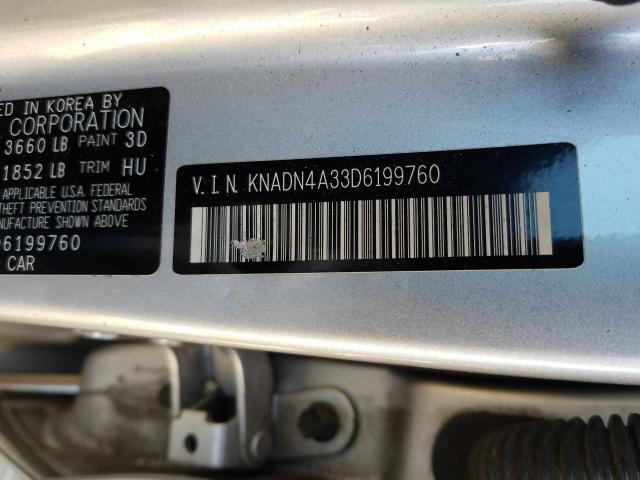 ED IN KOREA BY
CORPORATION
3660 LB PAINT 3D
1852 LB TRIM HU
APPLICABLE U.S.A. FEDERAL
THEFT PREVENTION STANDARDS
NUFACTURE SHOWN ABOVE
D6199760
CAR
V.I.N. KNADN4A33D6199760